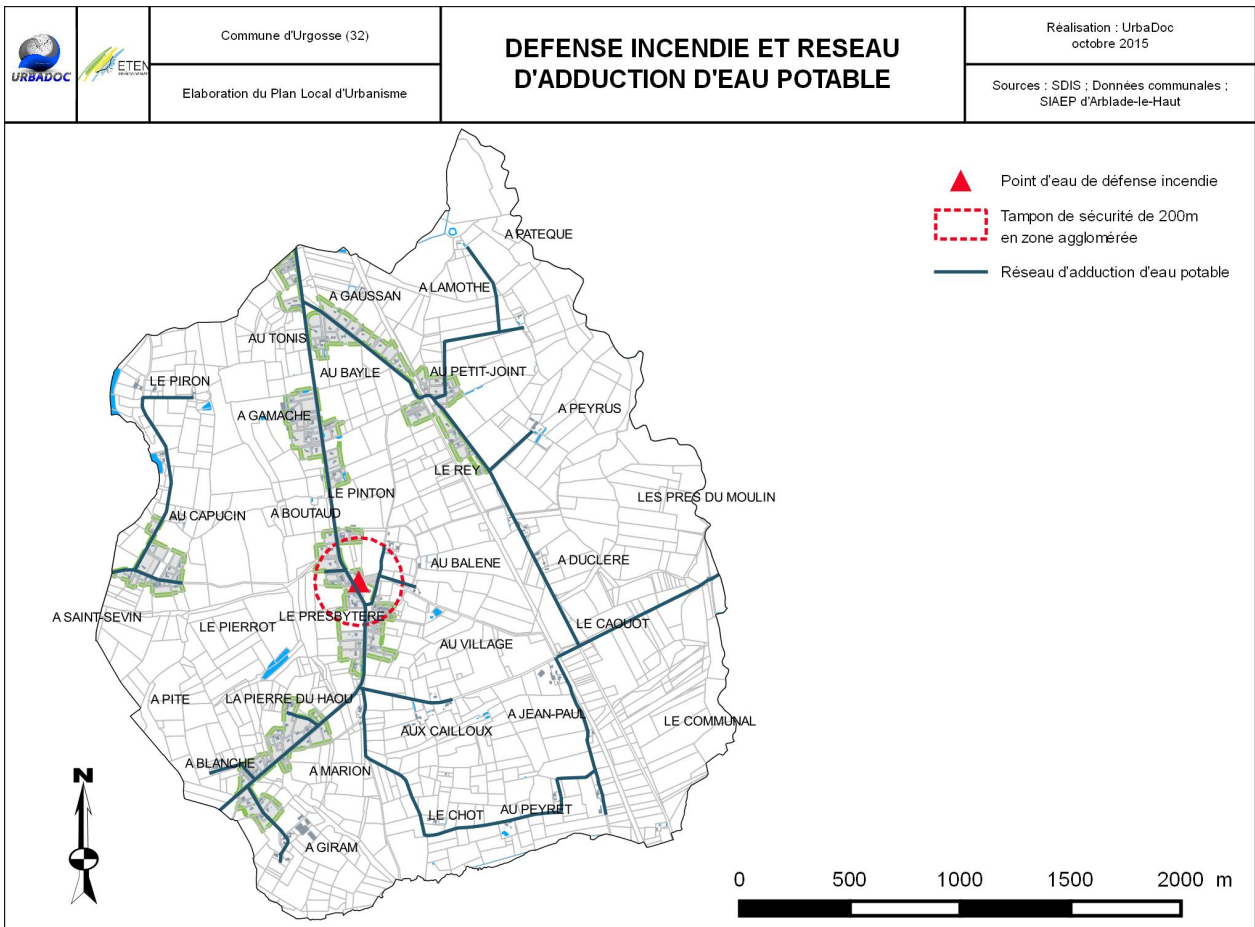 URBADOC
ETEN
environnement
Commune d'Urgosse (32)
Elaboration du Plan Local d'Urbanisme
DEFENSE INCENDIE ET RESEAU
D'ADDUCTION D'EAU POTABLE
Réalisation : UrbaDoc
octobre 2015
Sources : SDIS ; Données communales ;
SIAEP d'Arblade-le-Haut
Point d'eau de défense incendie
Tampon de sécurité de 200m
en zone agglomérée
Réseau d'adduction d'eau potable
A PATEQUE
A LAMOTHE
A GAUSSAN
AU TONIS
AU BAYLE
AU PETIT-JOINT
LE PIRON
A GAMACHE
A PEYRUS
LE REY
LE PINTON
LES PRES DU MOULIN
AU CAPUCIN
A BOUTAUD
AU BALENE
A DUCLERE
A SAINT-SEVIN
LE PRESBYTERE
LE PIERROT
LE CAOUOT
AU VILLAGE
A PITE
LA PIERRE DU HAOU
A JEAN-PAUL
LE COMMUNAL
AUX CAILLOUX
A BLANCHE
A MARION
LE CHOT
AU PEYRET
A GIRAM
N
0 500 1000 1500 2000 m